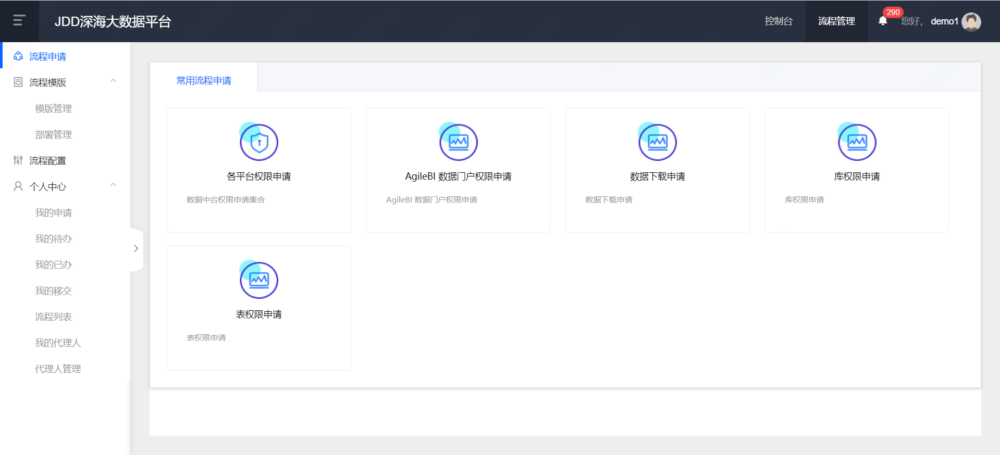 JDD深海大数据平台
控制台
流程管理
290
您好，
demo1
流程申请
流程模版
模版管理
部署管理
流程配置
个人中心
我的申请
我的待办
我的已办
我的移交
流程列表
我的代理人
代理人管理
常用流程申请
各平台权限申请
数据中台权限申请集合
AgileBI 数据门户权限申请
AgileBI 数据门户权限申请
数据下载申请
数据下载申请
库权限申请
库权限申请
表权限申请
表权限申请